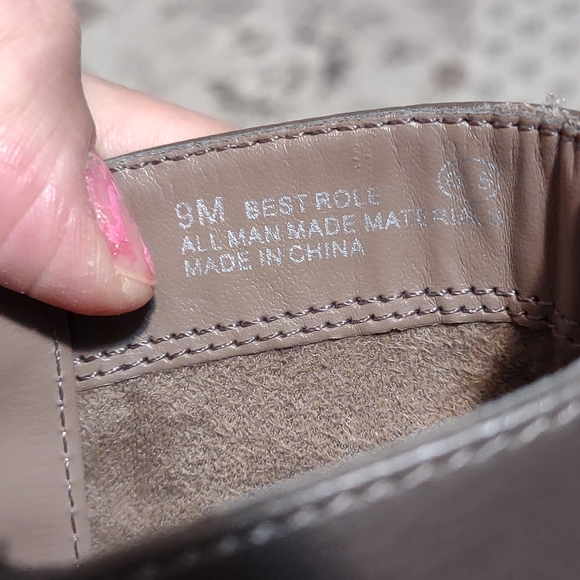 9M BEST ROLE
ALL MAN MADE MATERIALS
MADE IN CHINA